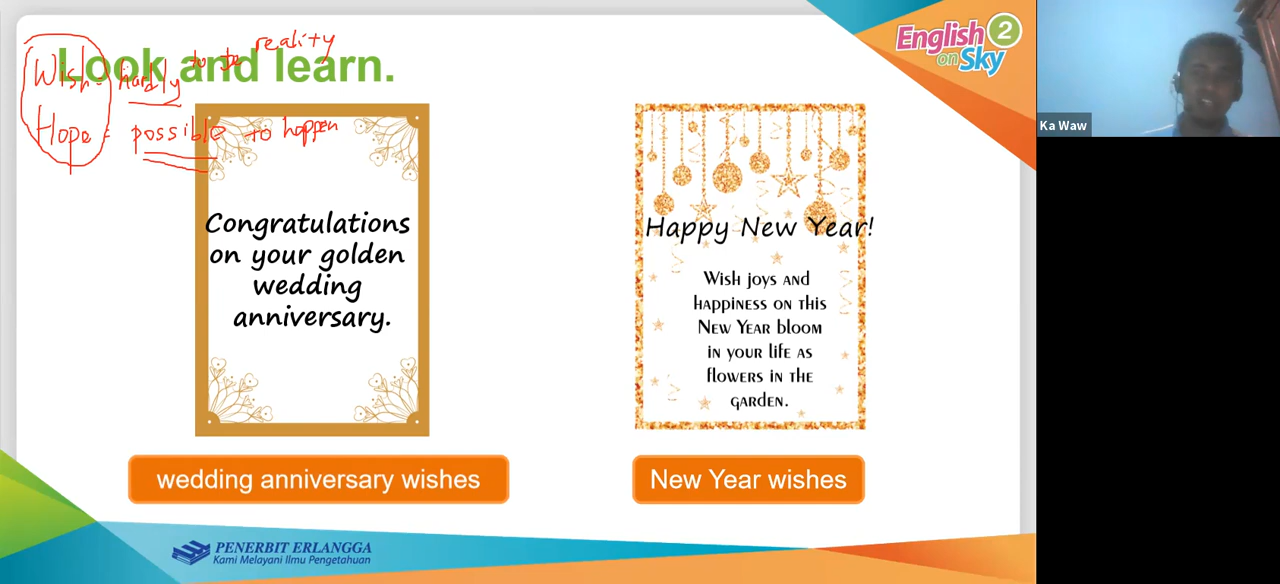 Look and learn.
Wish = hardly to be reality
Hope = possible to happen
English 2
on Sky
Ka Waw
Congratulations
on your golden
wedding
anniversary.
Happy New Year!
Wish joys and
happiness on this
New Year bloom
in your life as
flowers in the
garden.
wedding anniversary wishes
New Year wishes
PENERBIT ERLANGGA
Kami Melayani Ilmu Pengetahuan